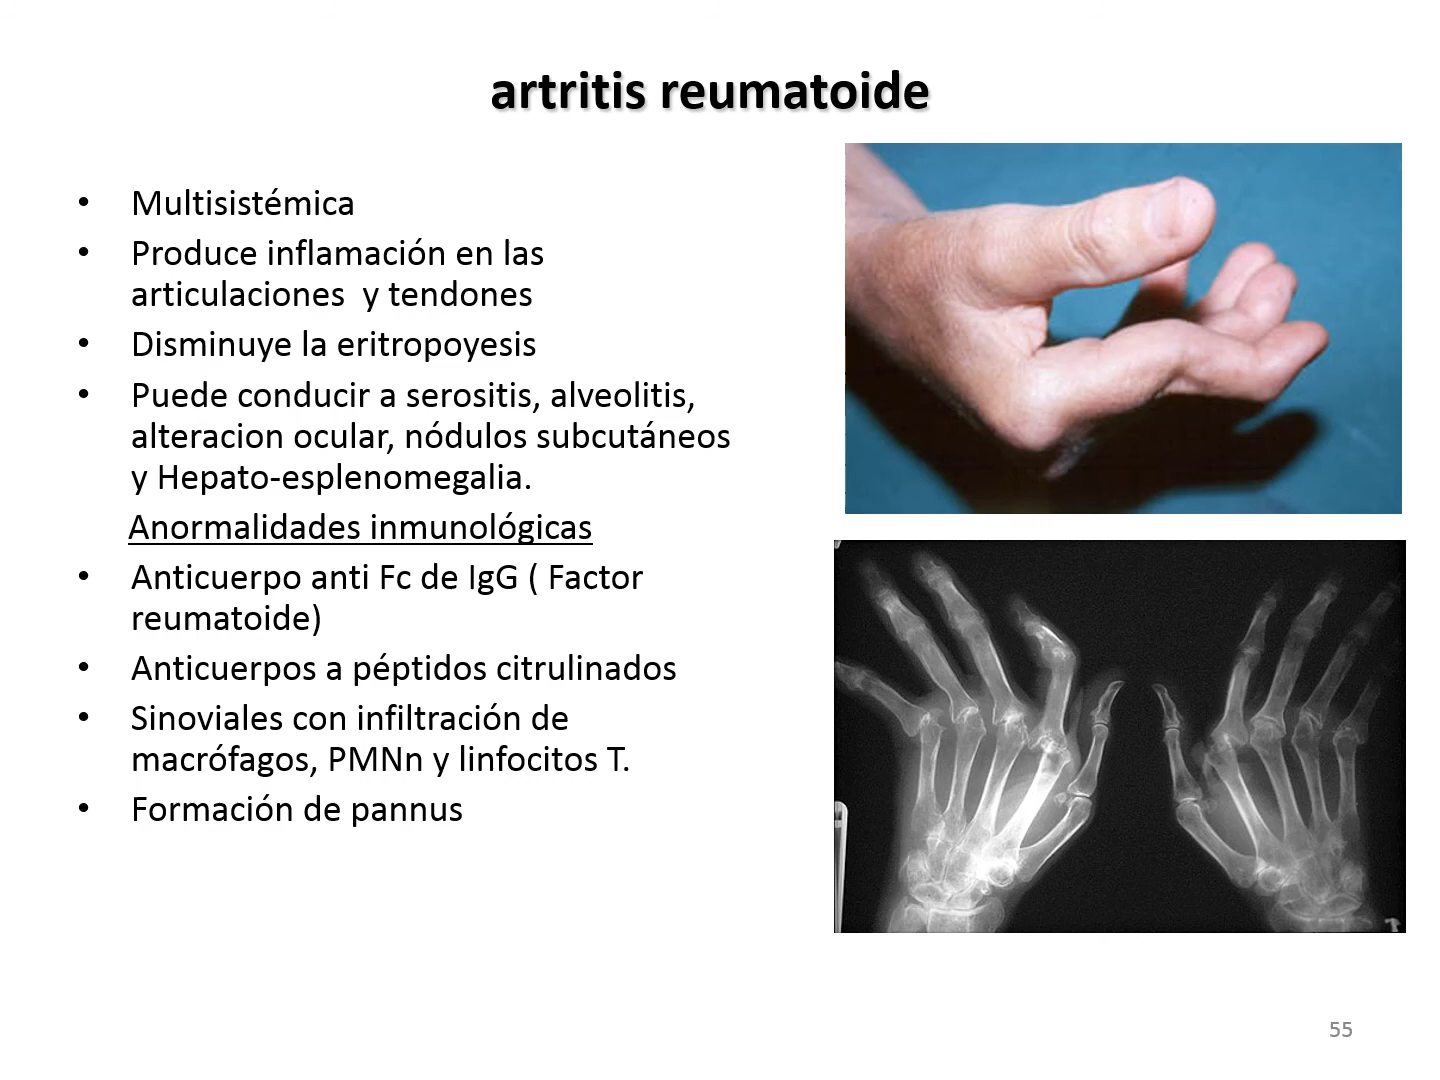 artritis reumatoide
• Multisistémica
• Produce inflamación en las
articulaciones  y tendones
• Disminuye la eritropoyesis
• Puede conducir a serositis, alveolitis,
alteracion ocular, nódulos subcutáneos
y Hepato-esplenomegalia.
Anormalidades inmunológicas
• Anticuerpo anti Fc de IgG ( Factor
reumatoide)
• Anticuerpos a péptidos citrulinados
• Sinoviales con infiltración de
macrófagos, PMNn y linfocitos T.
• Formación de pannus
55